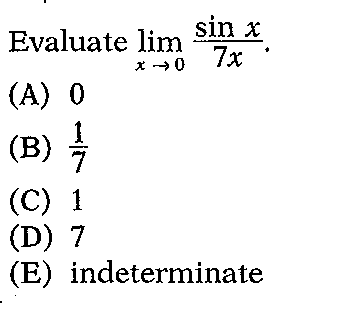 Evaluate lim x → 0 sin x / 7x.
(A) 0
(B) 1/7
(C) 1
(D) 7
(E) indeterminate